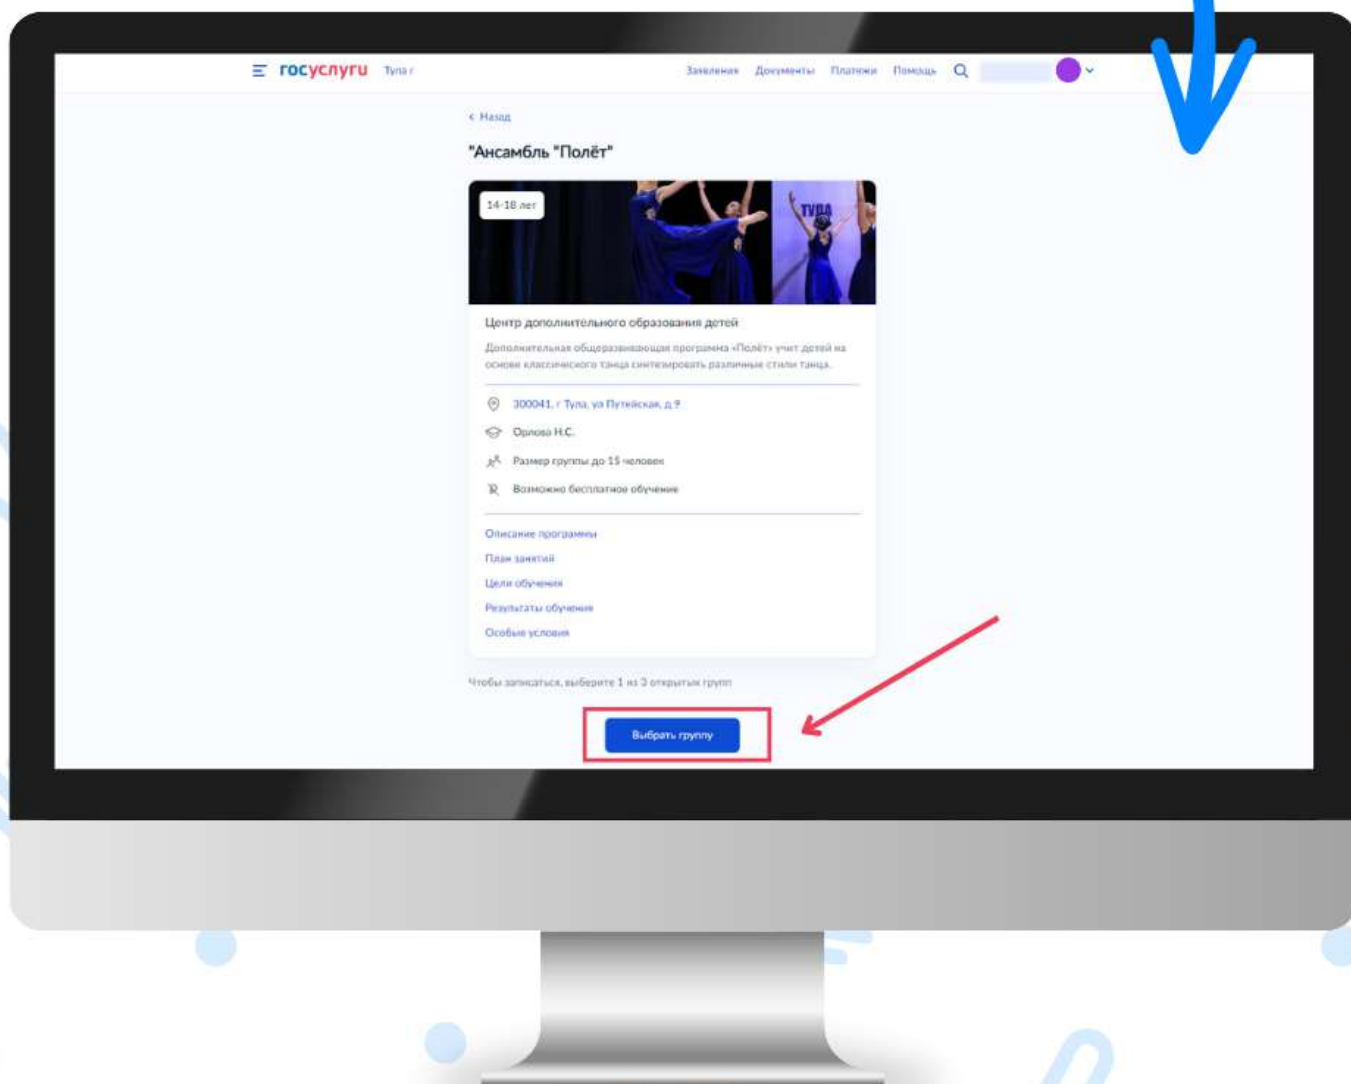 госуслуги Тула г Заявления Документы Платежи Помощь
Назад
"Ансамбль "Полёт"
14-18 лет
ТУЛА
Центр дополнительного образования детей
Дополнительная общеразвивающая программа «Полёт» учит детей на
основе классического танца синтезировать различные стили танца.
300041, г Тула, ул Путейская, д 9
Орлова Н.С.
Размер группы до 15 человек
Возможно бесплатное обучение
Описание программы
План занятий
Цели обучения
Результаты обучения
Особые условия
Чтобы записаться, выберите 1 из 3 открытых групп
Выбрать группу